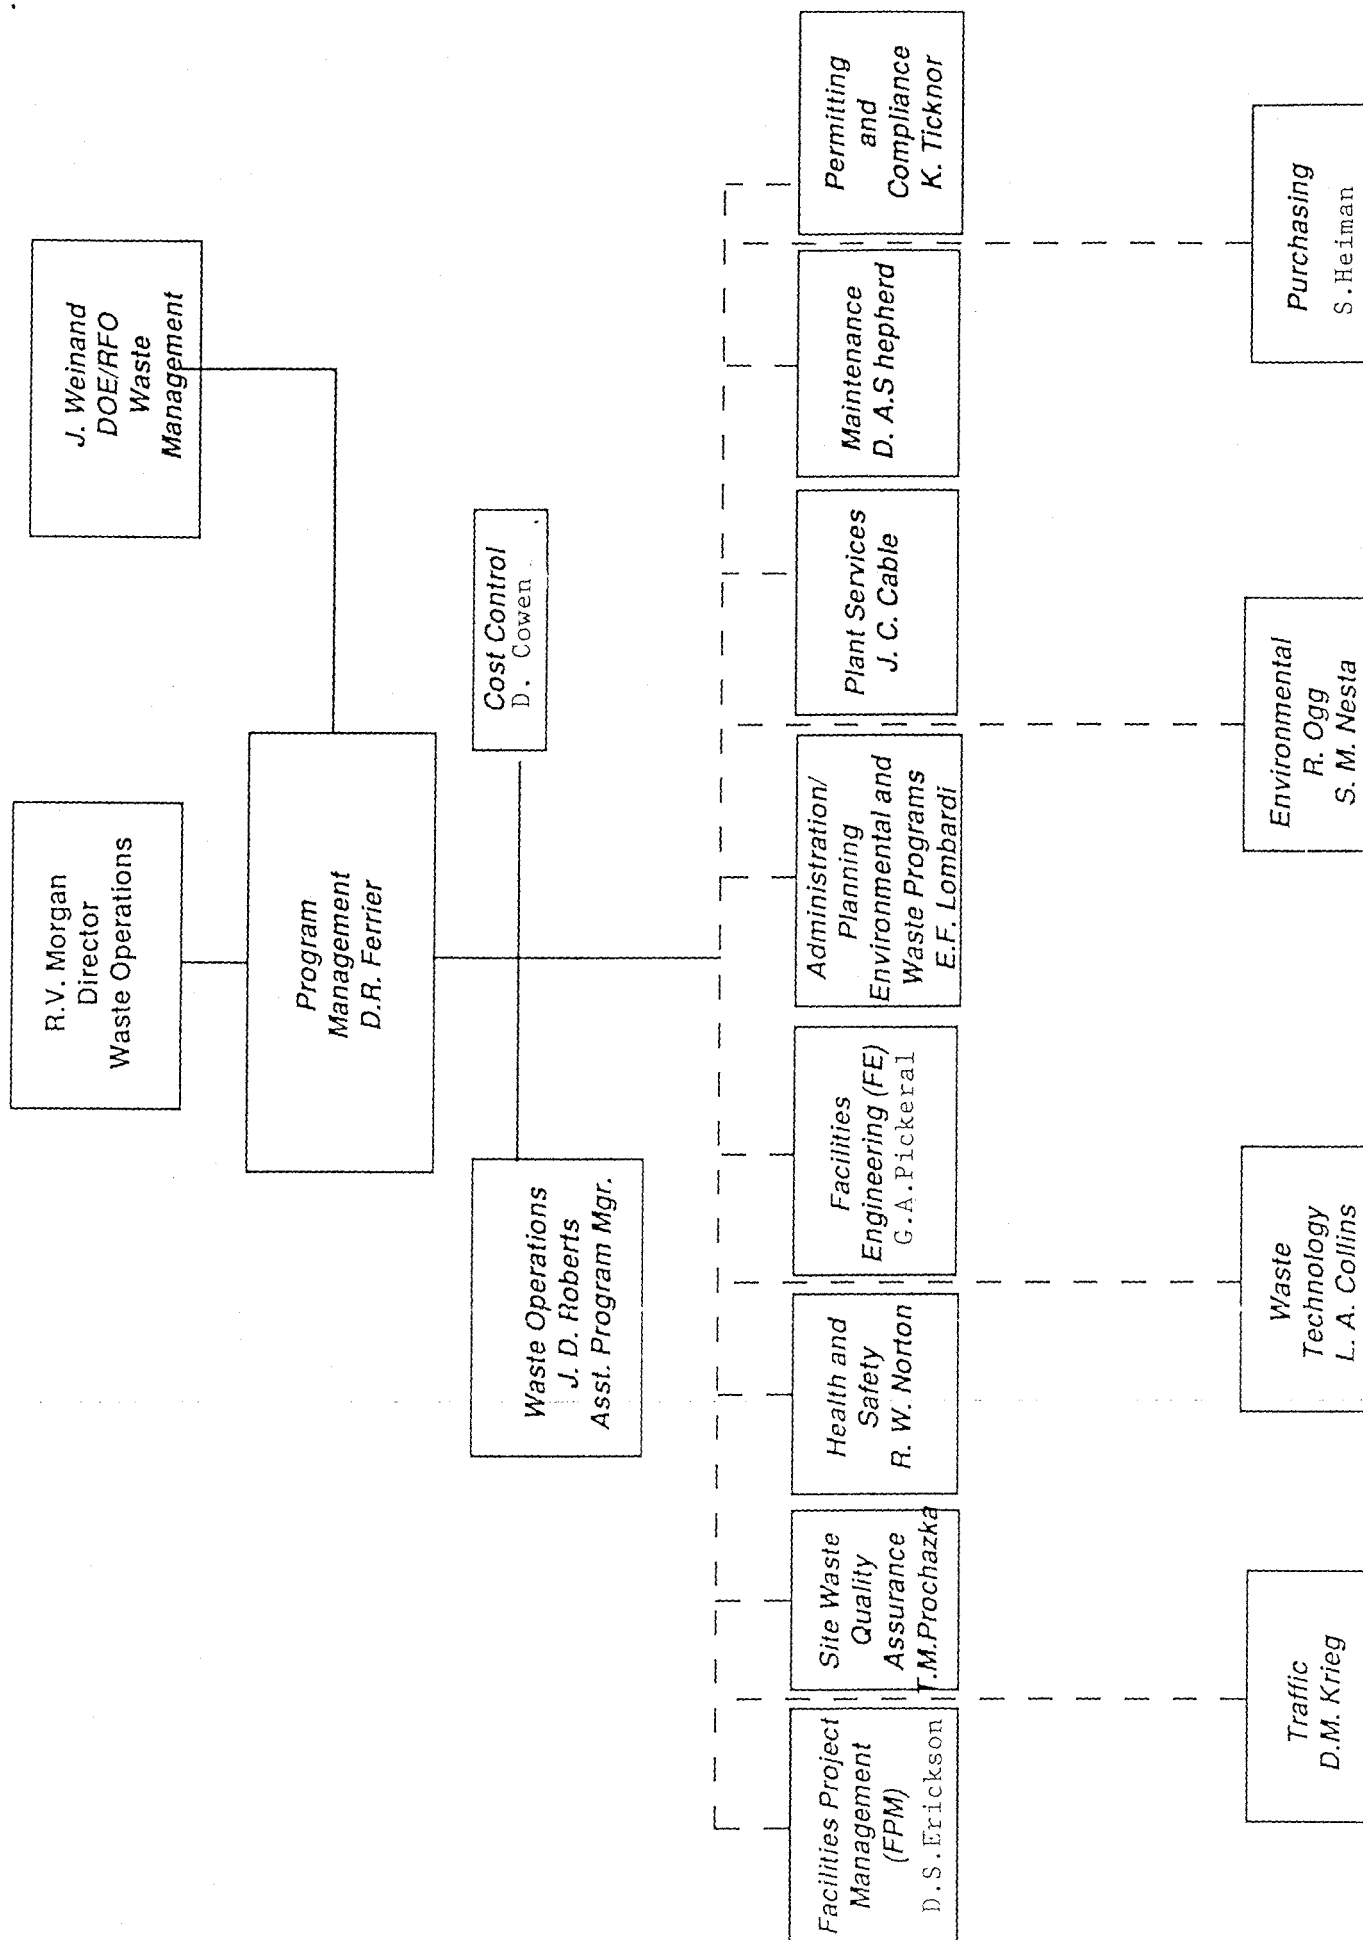 R.V. Morgan
Director
Waste Operations
J. Weinand
DOE/RFO
Waste
Management
Program
Management
D.R. Ferrier
Waste Operations
J. D. Roberts
Asst. Program Mgr.
Cost Control
D. Cowen
Facilities Project
Management
(FPM)
D.S.Erickson
Site Waste
Quality
Assurance
T.M.Prochazka
Health and
Safety
R. W. Norton
Facilities
Engineering (FE)
G.A.Pickeral
Administration/
Planning
Environmental and
Waste Programs
E.F. Lombardi
Plant Services
J. C. Cable
Maintenance
D. A.S hepherd
Permitting
and
Compliance
K. Ticknor
Traffic
D.M. Krieg
Waste
Technology
L. A. Collins
Environmental
R. Ogg
S. M. Nesta
Purchasing
S.Heiman